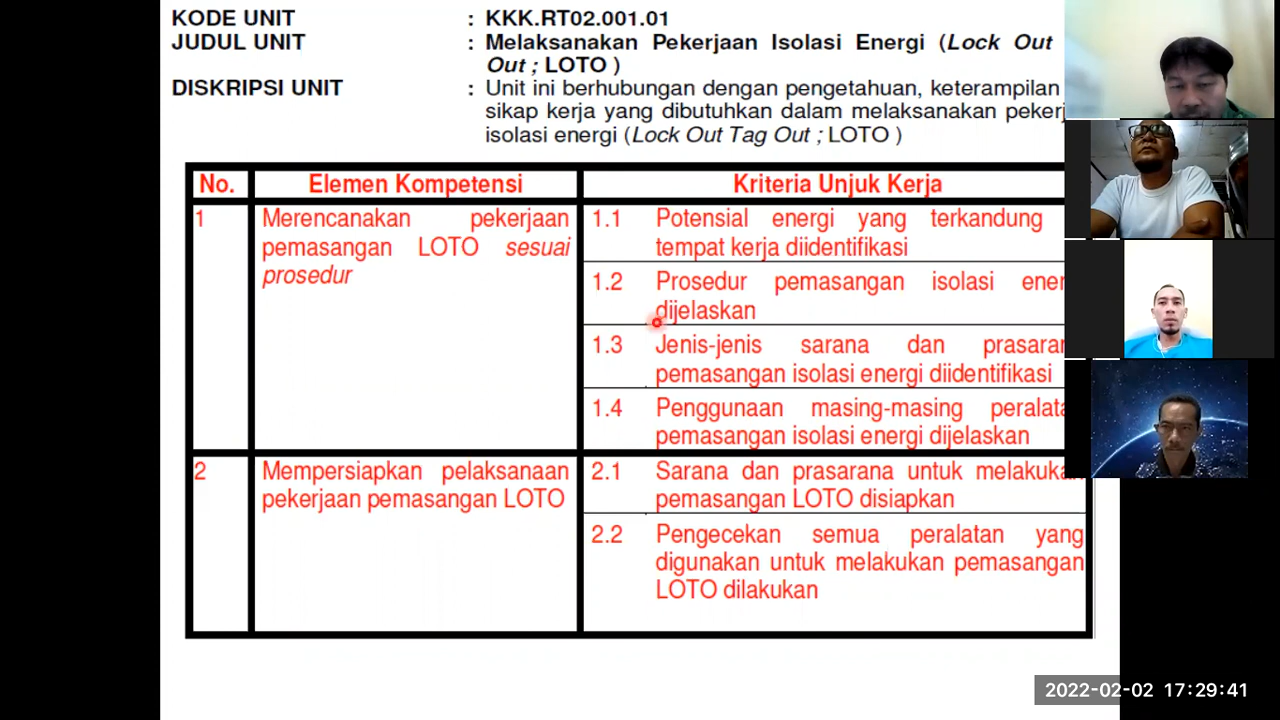 KODE UNIT : KKK.RT02.001.01
JUDUL UNIT : Melaksanakan Pekerjaan Isolasi Energi (Lock Out
Out ; LOTO )
DISKRIPSI UNIT : Unit ini berhubungan dengan pengetahuan, keterampilan
sikap kerja yang dibutuhkan dalam melaksanakan
isolasi energi (Lock Out Tag Out ; LOTO )
No. Elemen Kompetensi Kriteria Unjuk Kerja
1 Merencanakan pekerjaan
pemasangan LOTO sesuai
prosedur
1.1 Potensial energi yang terkandung
tempat kerja diidentifikasi
1.2 Prosedur pemasangan isolasi
dijelaskan
1.3 Jenis-jenis sarana dan
pemasangan isolasi energi diidentifikasi
1.4 Penggunaan masing-masing
pemasangan isolasi energi dijelaskan
2 Mempersiapkan pelaksanaan
pekerjaan pemasangan LOTO
2.1 Sarana dan prasarana untuk melakukan
pemasangan LOTO disiapkan
2.2 Pengecekan semua peralatan yang
digunakan untuk melakukan pemasangan
LOTO dilakukan
2022-02-02 17:29:41